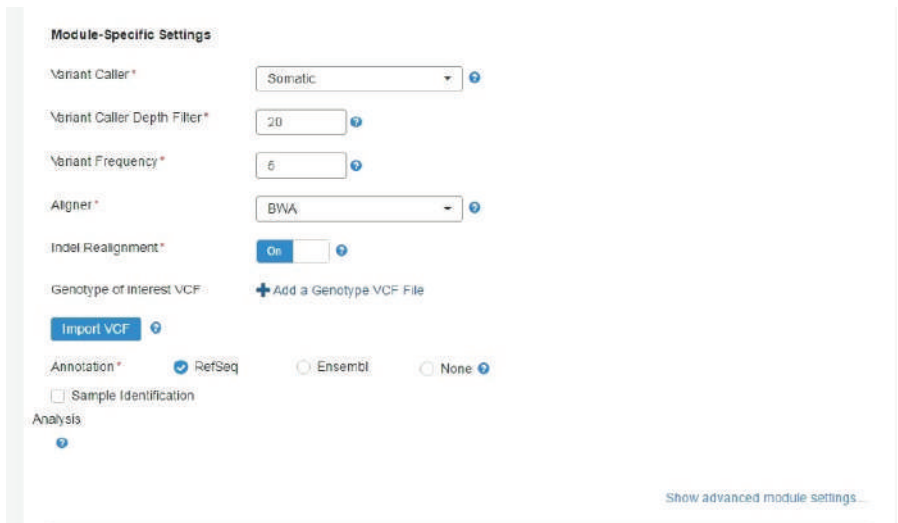 Module-Specific Settings
Variant Caller* Somatic
Variant Caller Depth Filter* 20
Variant Frequency* 5
Aligner* BWA
Indel Realignment* On
Genotype of Interest VCF Add a Genotype VCF File
Import VCF
Annotation* RefSeq Ensembl None
Sample Identification
Analysis
Show advanced module settings...